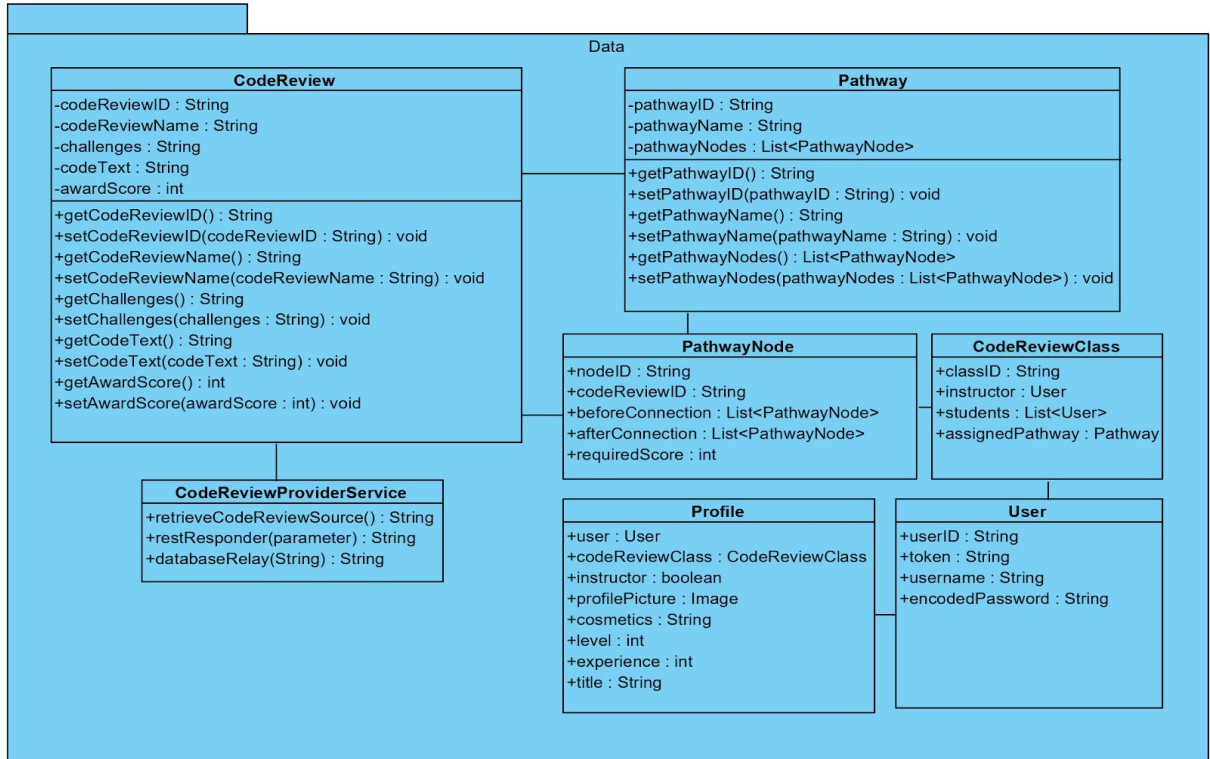 Data
CodeReview
-codeReviewID : String
-codeReviewName : String
-challenges : String
-codeText : String
-awardScore : int
+getCodeReviewID() : String
+setCodeReviewID(codeReviewID : String) : void
+getCodeReviewName() : String
+setCodeReviewName(codeReviewName : String) : void
+getChallenges() : String
+setChallenges(challenges : String) : void
+getCodeText() : String
+setCodeText(codeText : String) : void
+getAwardScore() : int
+setAwardScore(awardScore : int) : void
Pathway
-pathwayID : String
-pathwayName : String
-pathwayNodes : List<PathwayNode>
+getPathwayID() : String
+setPathwayID(pathwayID : String) : void
+getPathwayName() : String
+setPathwayName(pathwayName : String) : void
+getPathwayNodes() : List<PathwayNode>
+setPathwayNodes(pathwayNodes : List<PathwayNode>) : void
PathwayNode
+nodeID : String
+codeReviewID : String
+beforeConnection : List<PathwayNode>
+afterConnection : List<PathwayNode>
+requiredScore : int
CodeReviewClass
+classID : String
+instructor : User
+students : List<User>
+assignedPathway : Pathway
CodeReviewProviderService
+retrieveCodeReviewSource() : String
+restResponder(parameter) : String
+databaseRelay(String) : String
Profile
+user : User
+codeReviewClass : CodeReviewClass
+instructor : boolean
+profilePicture : Image
+cosmetics : String
+level : int
+experience : int
+title : String
User
+userID : String
+token : String
+username : String
+encodedPassword : String